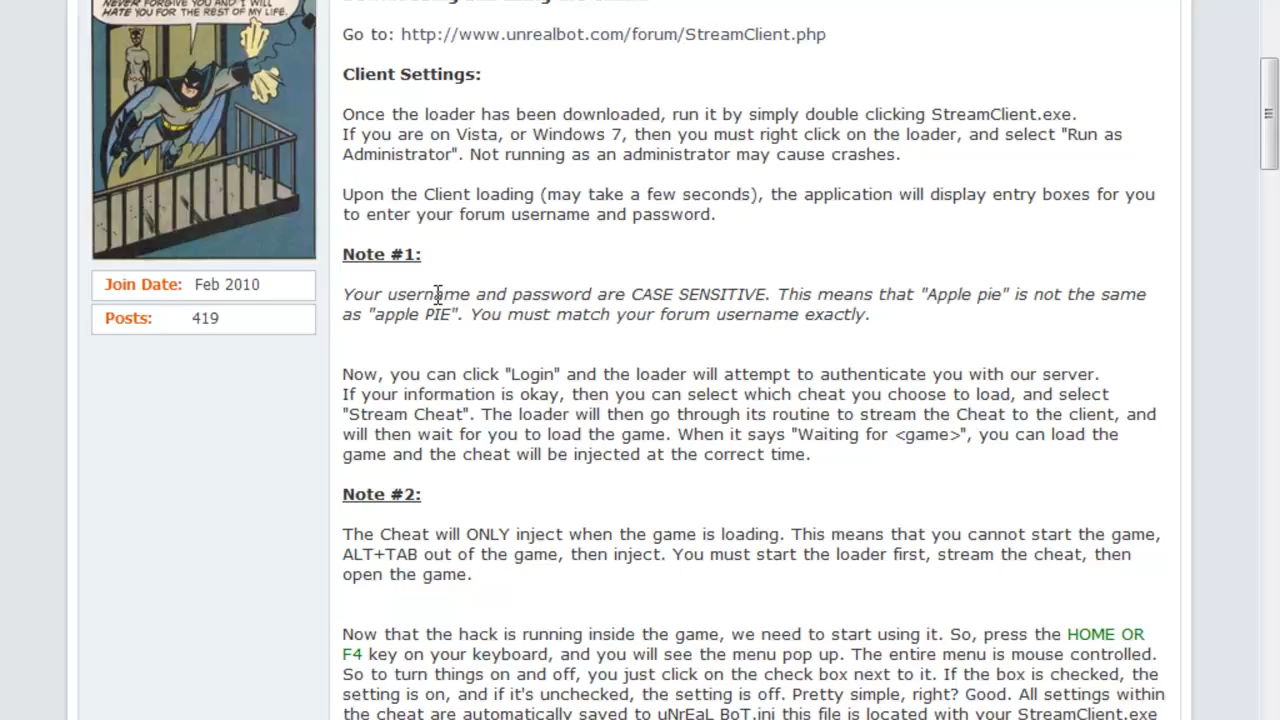 NEVER FORGIVE YOU AND I WILL
HATE YOU FOR THE REST OF MY LIFE.
Go to: http://www.unrealbot.com/forum/StreamClient.php
Client Settings:
Once the loader has been downloaded, run it by simply double clicking StreamClient.exe.
If you are on Vista, or Windows 7, then you must right click on the loader, and select "Run as
Administrator". Not running as an administrator may cause crashes.
Upon the Client loading (may take a few seconds), the application will display entry boxes for you
to enter your forum username and password.
Note #1:
Join Date: Feb 2010
Posts: 419
Your username and password are CASE SENSITIVE. This means that "Apple pie" is not the same
as "apple PIE". You must match your forum username exactly.
Now, you can click "Login" and the loader will attempt to authenticate you with our server.
If your information is okay, then you can select which cheat you choose to load, and select
"Stream Cheat". The loader will then go through its routine to stream the Cheat to the client, and
will then wait for you to load the game. When it says "Waiting for <game>", you can load the
game and the cheat will be injected at the correct time.
Note #2:
The Cheat will ONLY inject when the game is loading. This means that you cannot start the game,
ALT+TAB out of the game, then inject. You must start the loader first, stream the cheat, then
open the game.
Now that the hack is running inside the game, we need to start using it. So, press the HOME OR
F4 key on your keyboard, and you will see the menu pop up. The entire menu is mouse controlled.
So to turn things on and off, you just click on the check box next to it. If the box is checked, the
setting is on, and if it's unchecked, the setting is off. Pretty simple, right? Good. All settings within
the cheat are automatically saved to uNrEaL BoT.ini this file is located with your StreamClient.exe